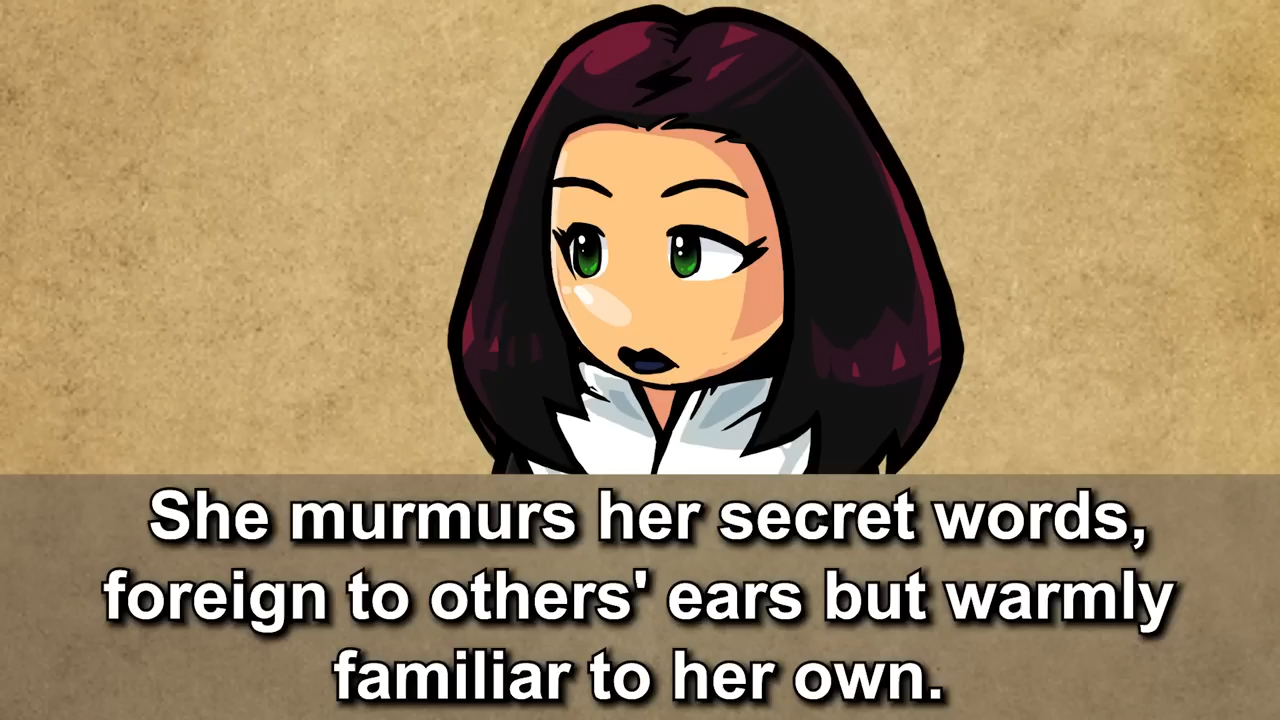 She murmurs her secret words,
foreign to others' ears but warmly
familiar to her own.